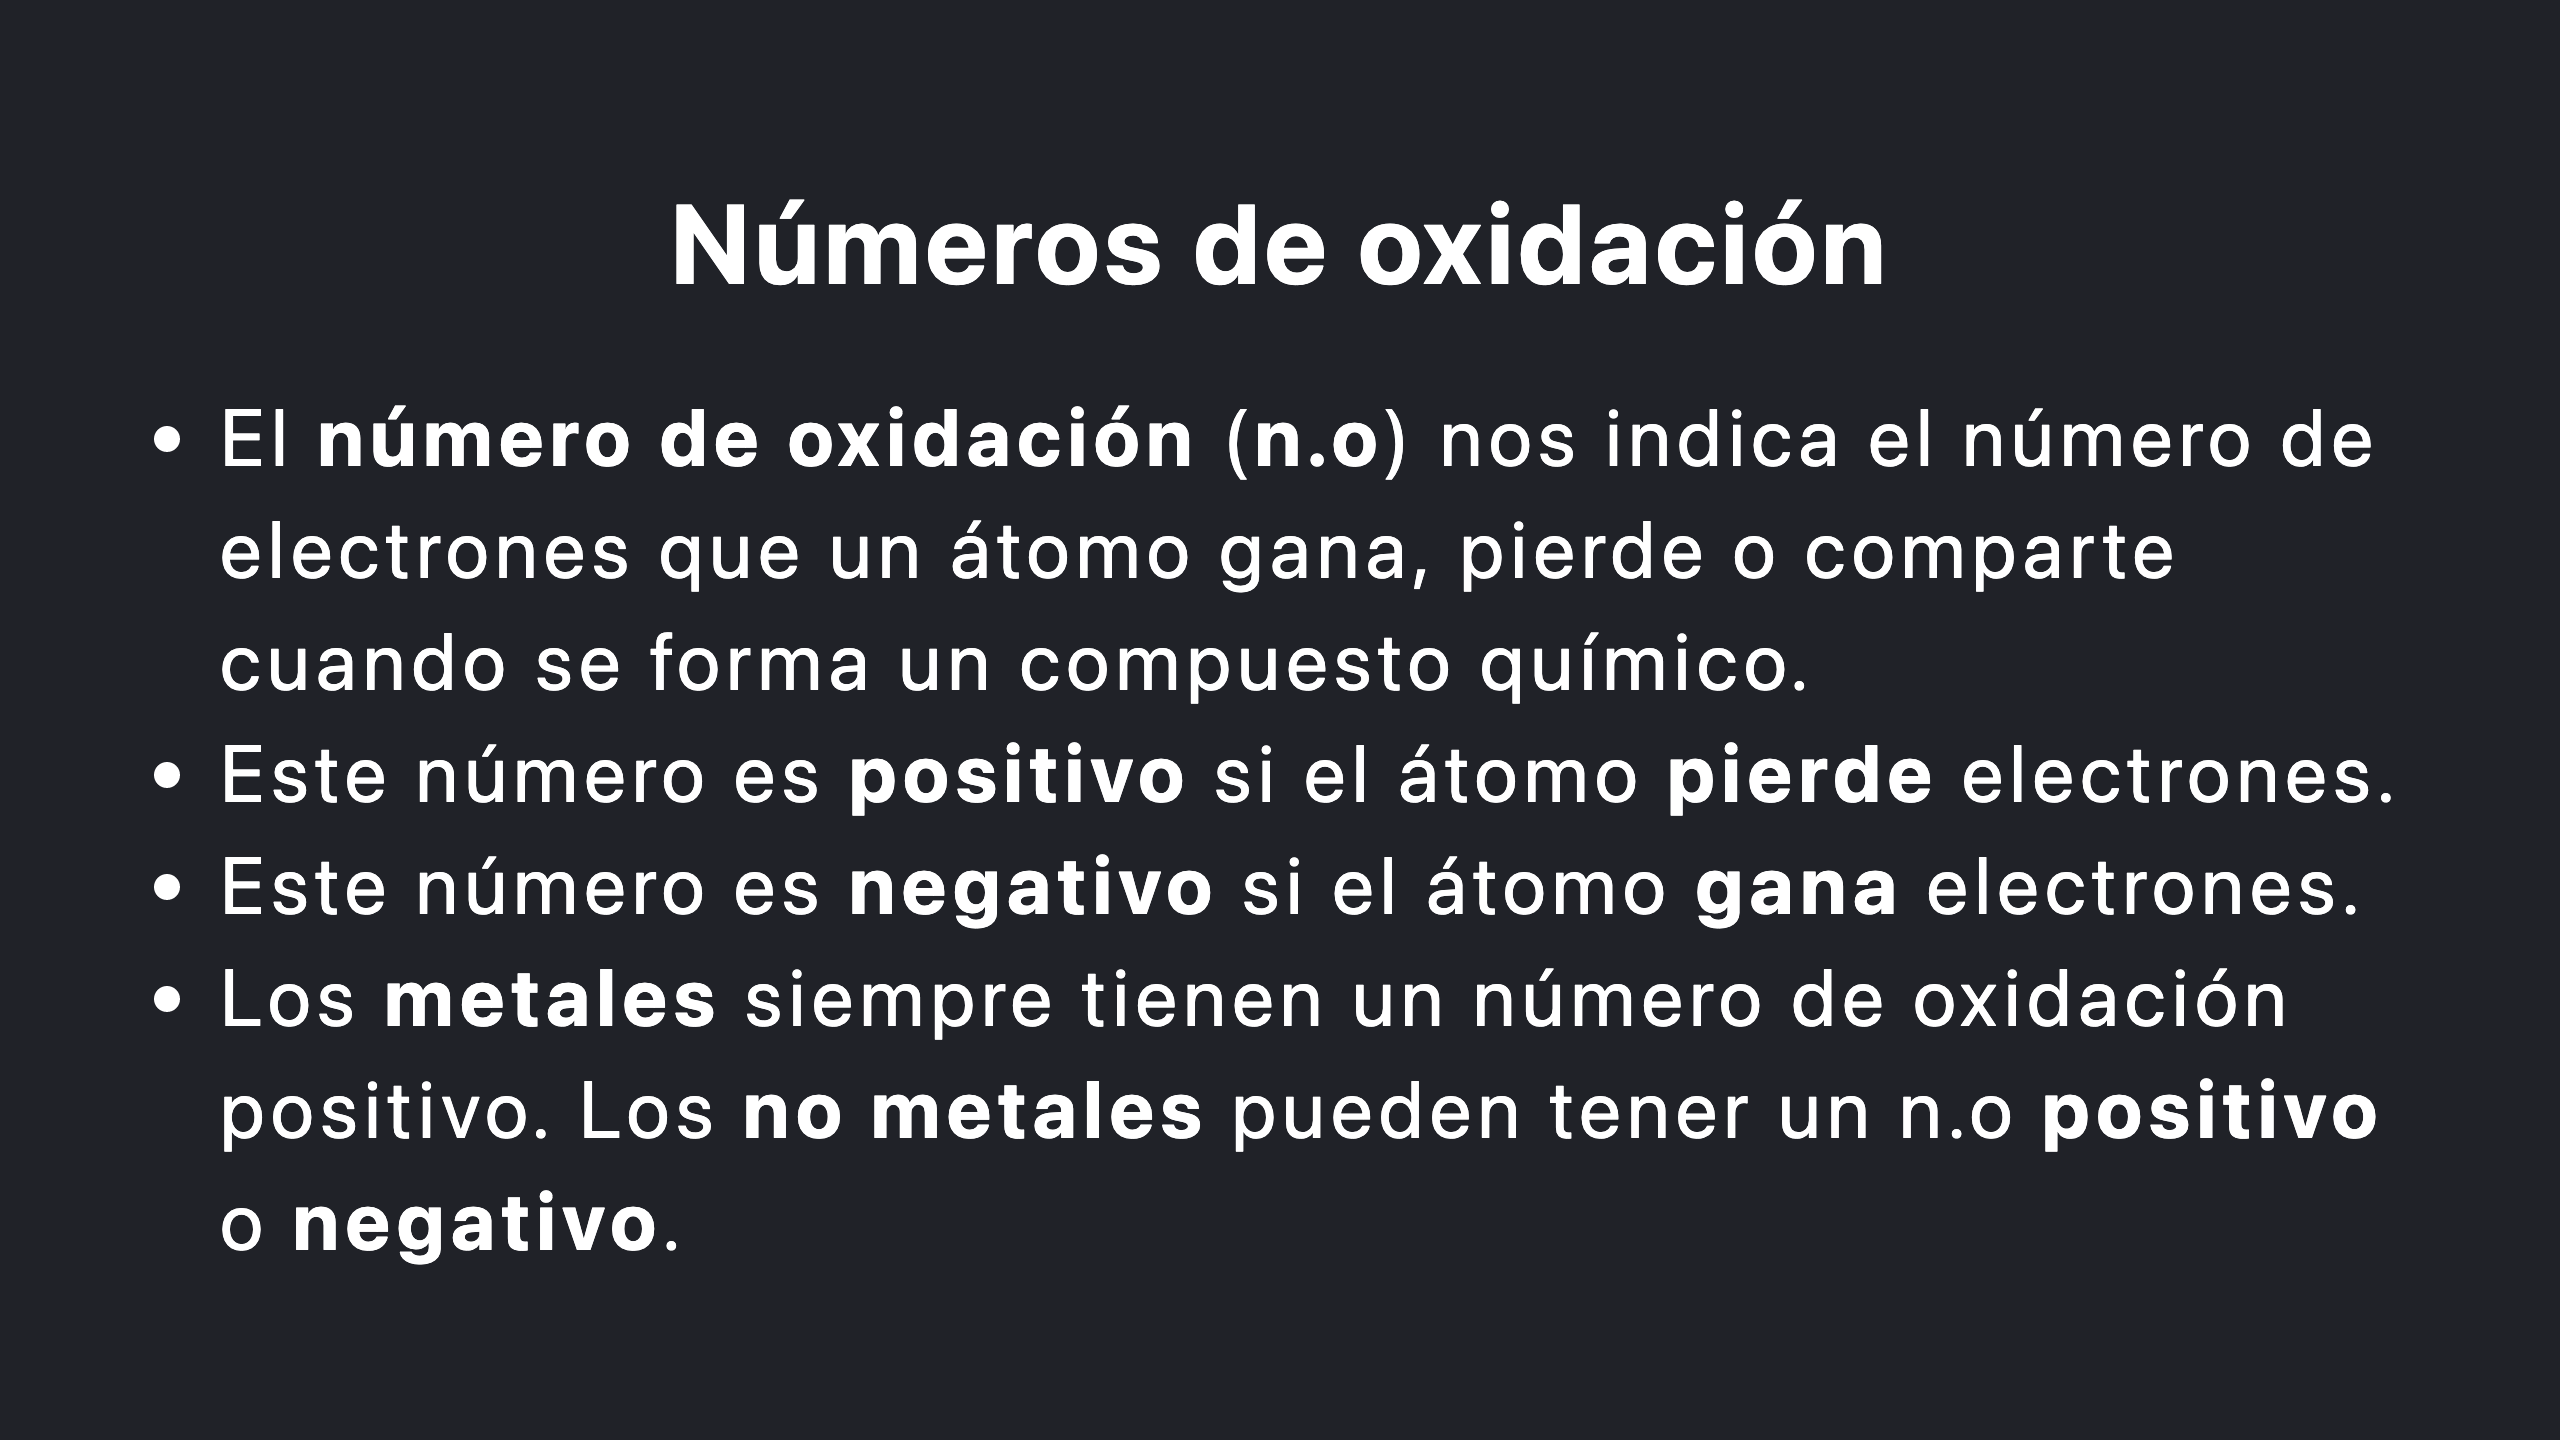 Números de oxidación
• El número de oxidación (n.o) nos indica el número de
electrones que un átomo gana, pierde o comparte
cuando se forma un compuesto químico.
• Este número es positivo si el átomo pierde electrones.
• Este número es negativo si el átomo gana electrones.
• Los metales siempre tienen un número de oxidación
positivo. Los no metales pueden tener un n.o positivo
o negativo.